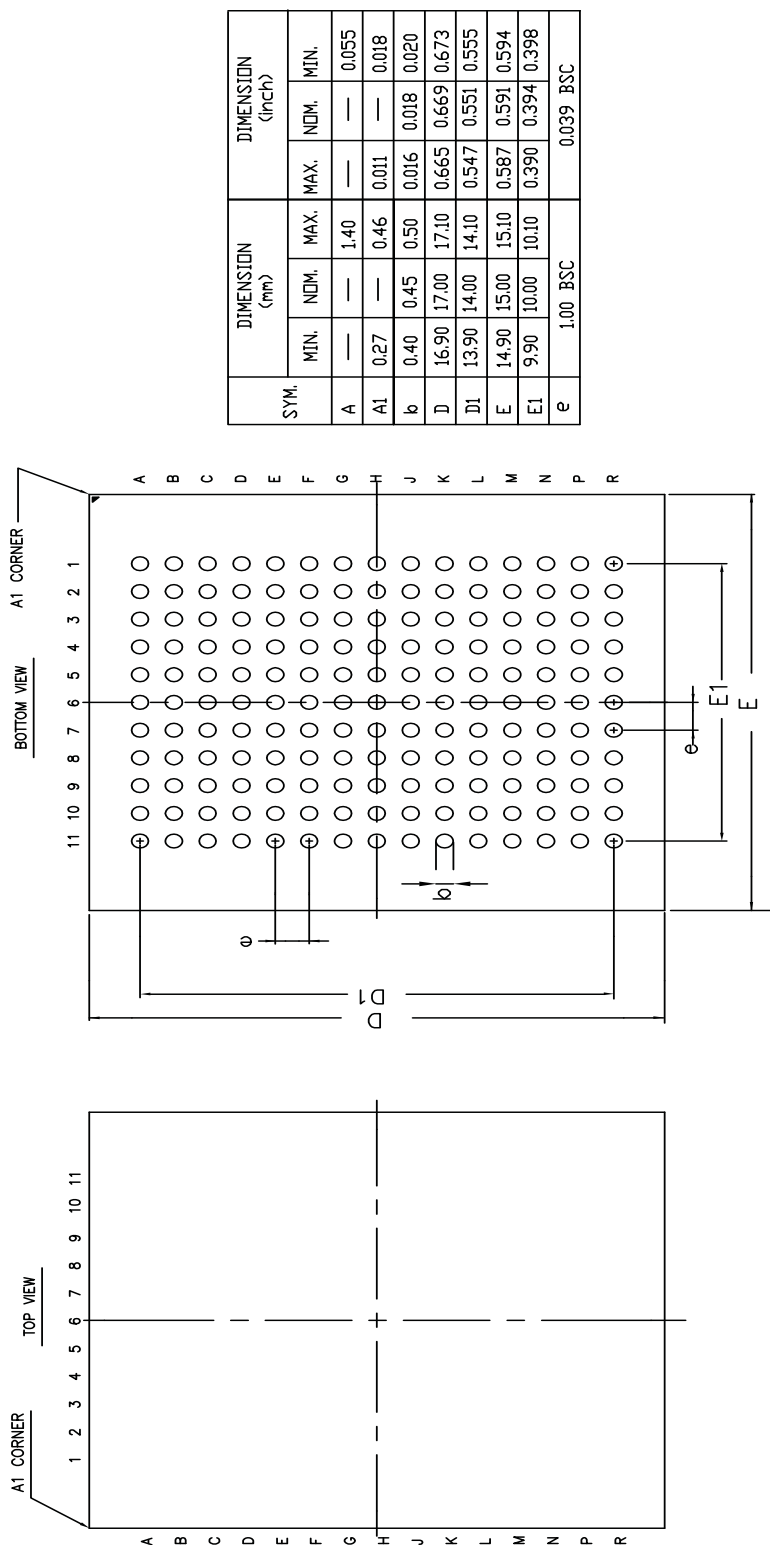 DIMENSION (mm) DIMENSION (inch)
SYM. MIN. NOM. MAX. MAX. NOM. MIN.
A — — 1.40 — — 0.055
A1 0.27 — 0.46 0.011 — 0.018
b 0.40 0.45 0.50 0.016 0.018 0.020
D 16.90 17.00 17.10 0.665 0.669 0.673
D1 13.90 14.00 14.10 0.547 0.551 0.555
E 14.90 15.00 15.10 0.587 0.591 0.594
E1 9.90 10.00 10.10 0.390 0.394 0.398
e 1.00 BSC 0.039 BSC
BOTTOM VIEW
A1 CORNER
11 10 9 8 7 6 5 4 3 2 1
A
B
C
D
E
F
G
H
J
K
L
M
N
P
R
e
b
D1
D
e
E1
E
TOP VIEW
A1 CORNER
1 2 3 4 5 6 7 8 9 10 11
A
B
C
D
E
F
G
H
J
K
L
M
N
P
R